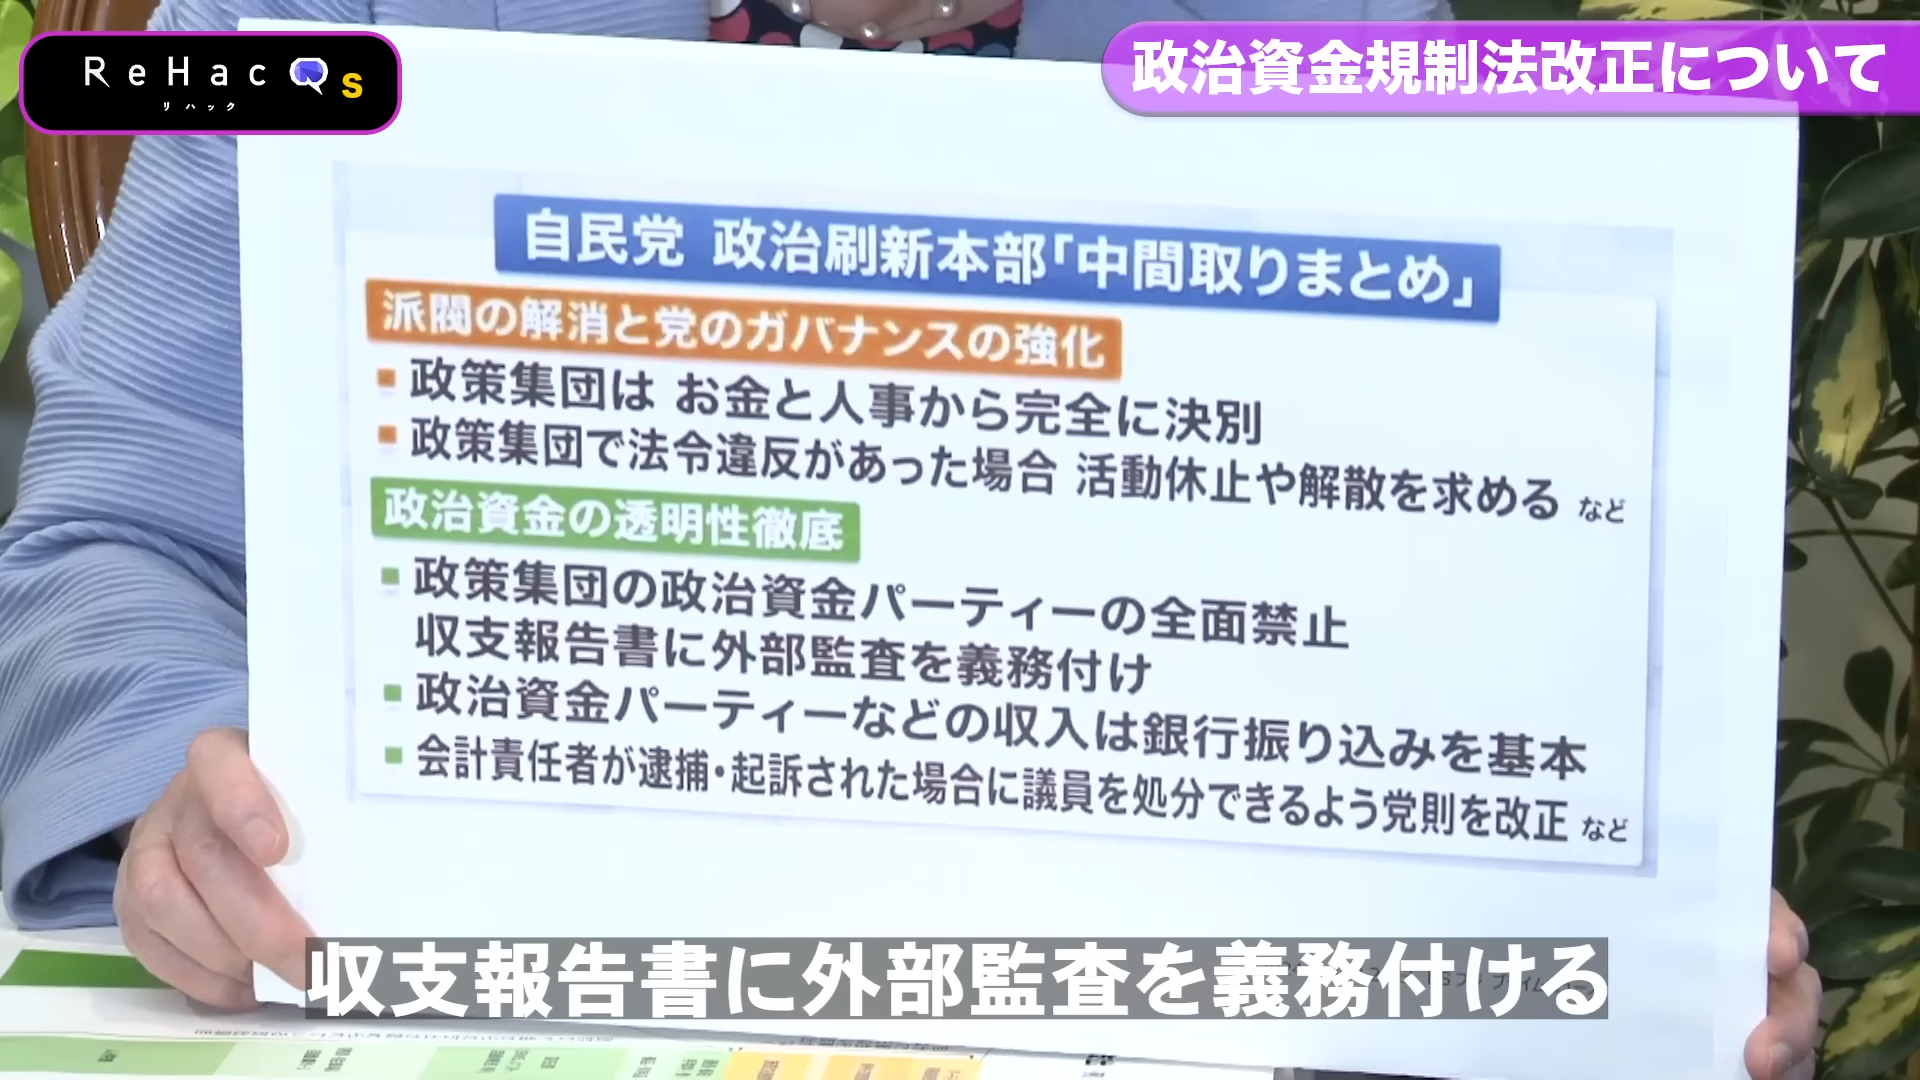 ReHacQs
リハック
政治資金規制法改正について
自民党 政治刷新本部「中間取りまとめ」
派閥の解消と党のガバナンスの強化
政策集団は お金と人事から完全に決別
政策集団で法令違反があった場合 活動休止や解散を求める など
政治資金の透明性徹底
政策集団の政治資金パーティーの全面禁止
収支報告書に外部監査を義務付け
政治資金パーティーなどの収入は銀行振り込みを基本
会計責任者が逮捕・起訴された場合に議員を処分できるよう党則を改正 など
収支報告書に外部監査を義務付ける